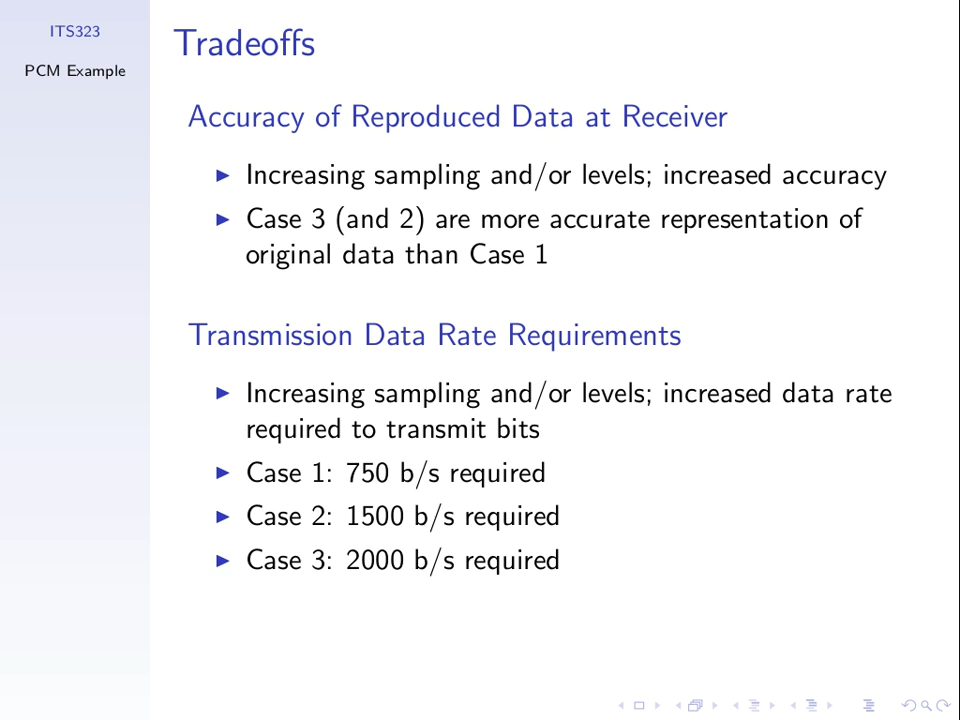 ITS323
PCM Example
Tradeoffs
Accuracy of Reproduced Data at Receiver
Increasing sampling and/or levels; increased accuracy
Case 3 (and 2) are more accurate representation of
original data than Case 1
Transmission Data Rate Requirements
Increasing sampling and/or levels; increased data rate
required to transmit bits
Case 1: 750 b/s required
Case 2: 1500 b/s required
Case 3: 2000 b/s required